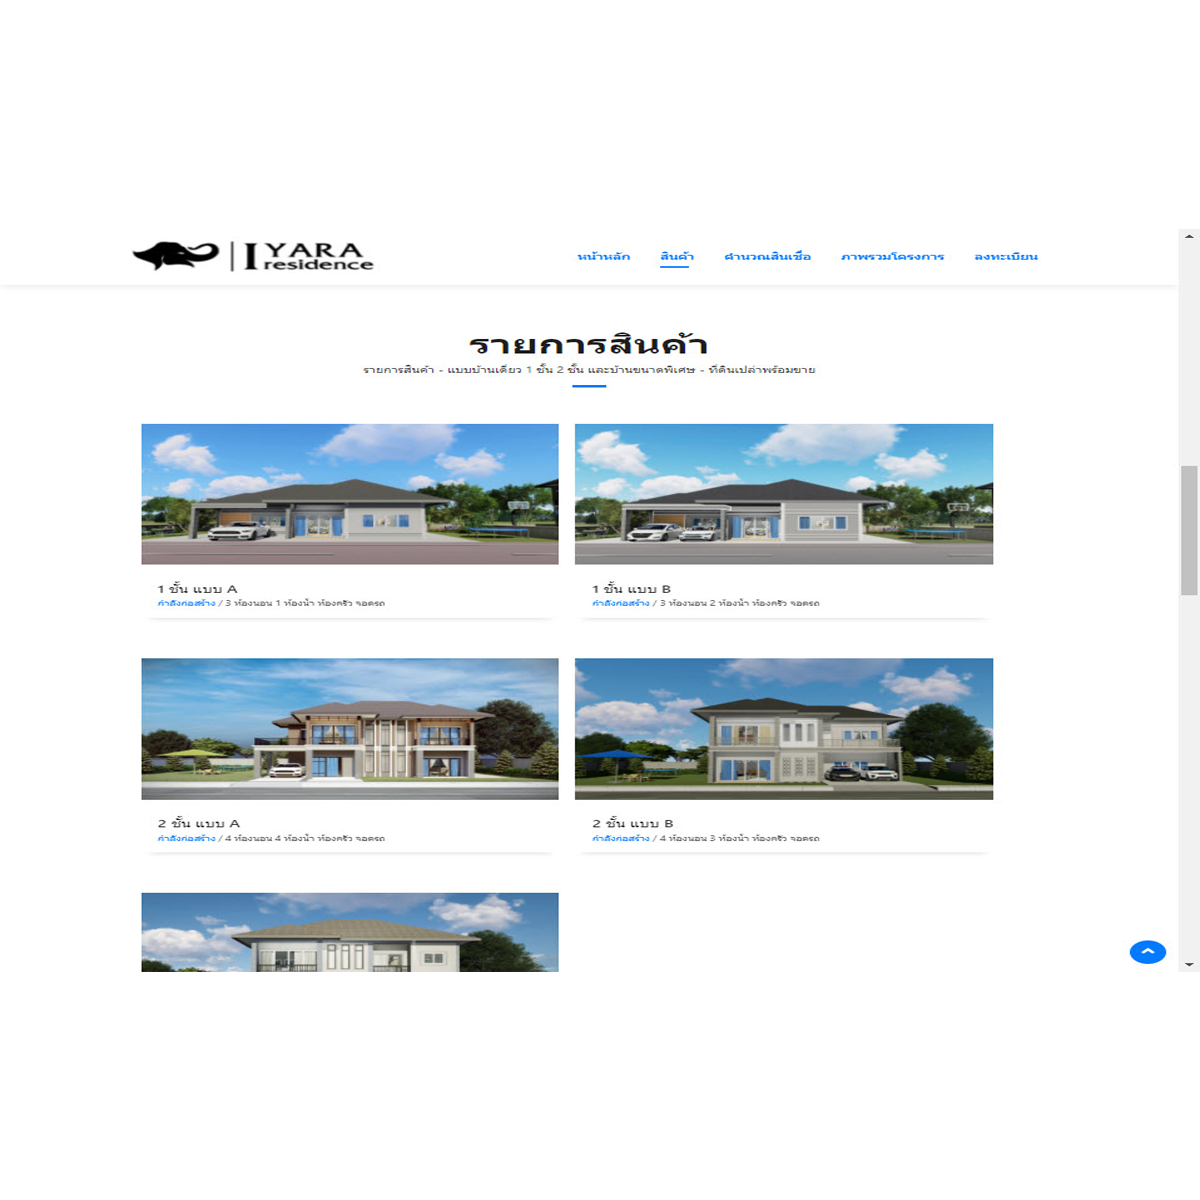 I YARA
residence
หน้าหลัก สินค้า คำนวณสินเชื่อ ภาพรวมโครงการ ลงทะเบียน
รายการสินค้า
รายการสินค้า - แบบบ้านเดี่ยว 1 ชั้น 2 ชั้น และบ้านขนาดพิเศษ - ที่ดินเปล่าพร้อมขาย
1 ชั้น แบบ A
กำลังก่อสร้าง / 3 ห้องนอน 1 ห้องน้ำ ห้องครัว จอดรถ
1 ชั้น แบบ B
กำลังก่อสร้าง / 3 ห้องนอน 2 ห้องน้ำ ห้องครัว จอดรถ
2 ชั้น แบบ A
กำลังก่อสร้าง / 4 ห้องนอน 4 ห้องน้ำ ห้องครัว จอดรถ
2 ชั้น แบบ B
กำลังก่อสร้าง / 4 ห้องนอน 3 ห้องน้ำ ห้องครัว จอดรถ